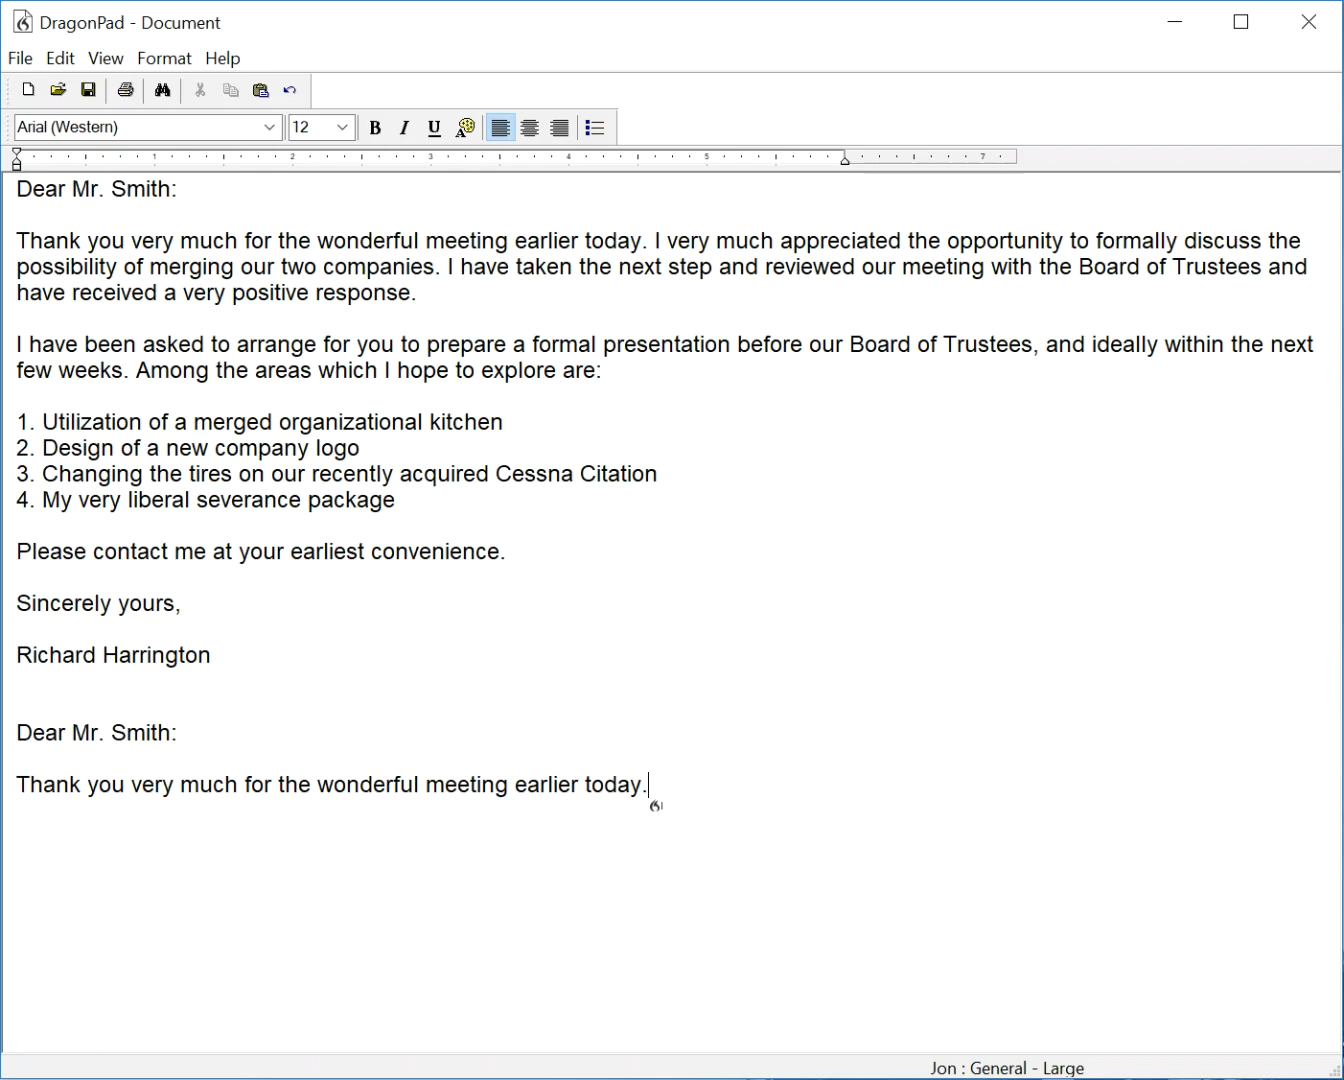 DragonPad - Document
File Edit View Format Help
Arial (Western) 12 B I U
1 2 3 4 5 7
Dear Mr. Smith:
Thank you very much for the wonderful meeting earlier today. I very much appreciated the opportunity to formally discuss the
possibility of merging our two companies. I have taken the next step and reviewed our meeting with the Board of Trustees and
have received a very positive response.
I have been asked to arrange for you to prepare a formal presentation before our Board of Trustees, and ideally within the next
few weeks. Among the areas which I hope to explore are:
1. Utilization of a merged organizational kitchen
2. Design of a new company logo
3. Changing the tires on our recently acquired Cessna Citation
4. My very liberal severance package
Please contact me at your earliest convenience.
Sincerely yours,
Richard Harrington
Dear Mr. Smith:
Thank you very much for the wonderful meeting earlier today.
Jon : General - Large